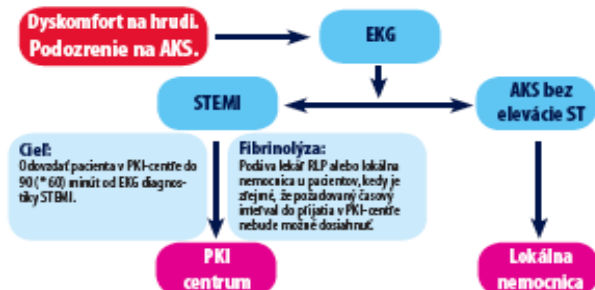 Dyskomfort na hrudi.
Podozrenie na AKS.
EKG
STEMI
AKS bez
elevácie ST
Cieľ:
Odovzdať pacienta v PKI-centre do
90 (* 60) minút od EKG diagnos-
tiky STEMI.
Fibrinolýza:
Podáva lekár RLP alebo lokálna
nemocnica u pacientov, kedy je
zřejmé, že požadovaný časový
interval do prijatia v PKI-centre
nebude možné dosiahnuť.
PKI
centrum
Lokálna
nemocnica